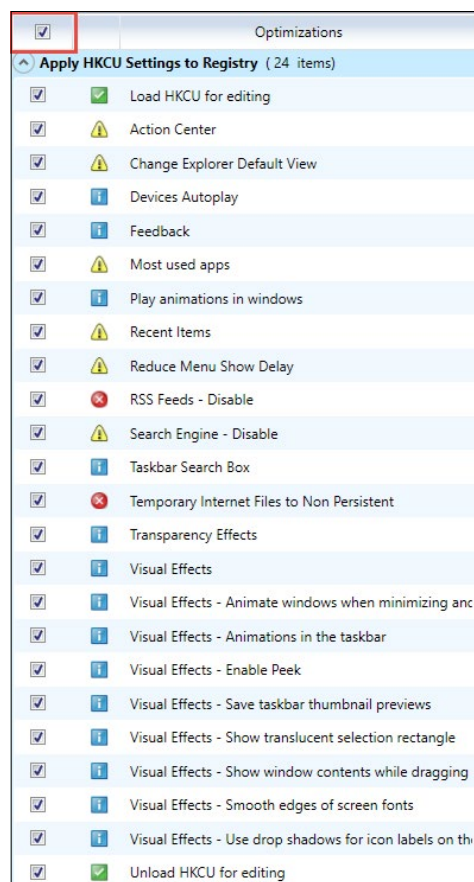 Optimizations
Apply HKCU Settings to Registry ( 24 items)
Load HKCU for editing
Action Center
Change Explorer Default View
Devices Autoplay
Feedback
Most used apps
Play animations in windows
Recent Items
Reduce Menu Show Delay
RSS Feeds - Disable
Search Engine - Disable
Taskbar Search Box
Temporary Internet Files to Non Persistent
Transparency Effects
Visual Effects
Visual Effects - Animate windows when minimizing and
Visual Effects - Animations in the taskbar
Visual Effects - Enable Peek
Visual Effects - Save taskbar thumbnail previews
Visual Effects - Show translucent selection rectangle
Visual Effects - Show window contents while dragging
Visual Effects - Smooth edges of screen fonts
Visual Effects - Use drop shadows for icon labels on
Unload HKCU for editing